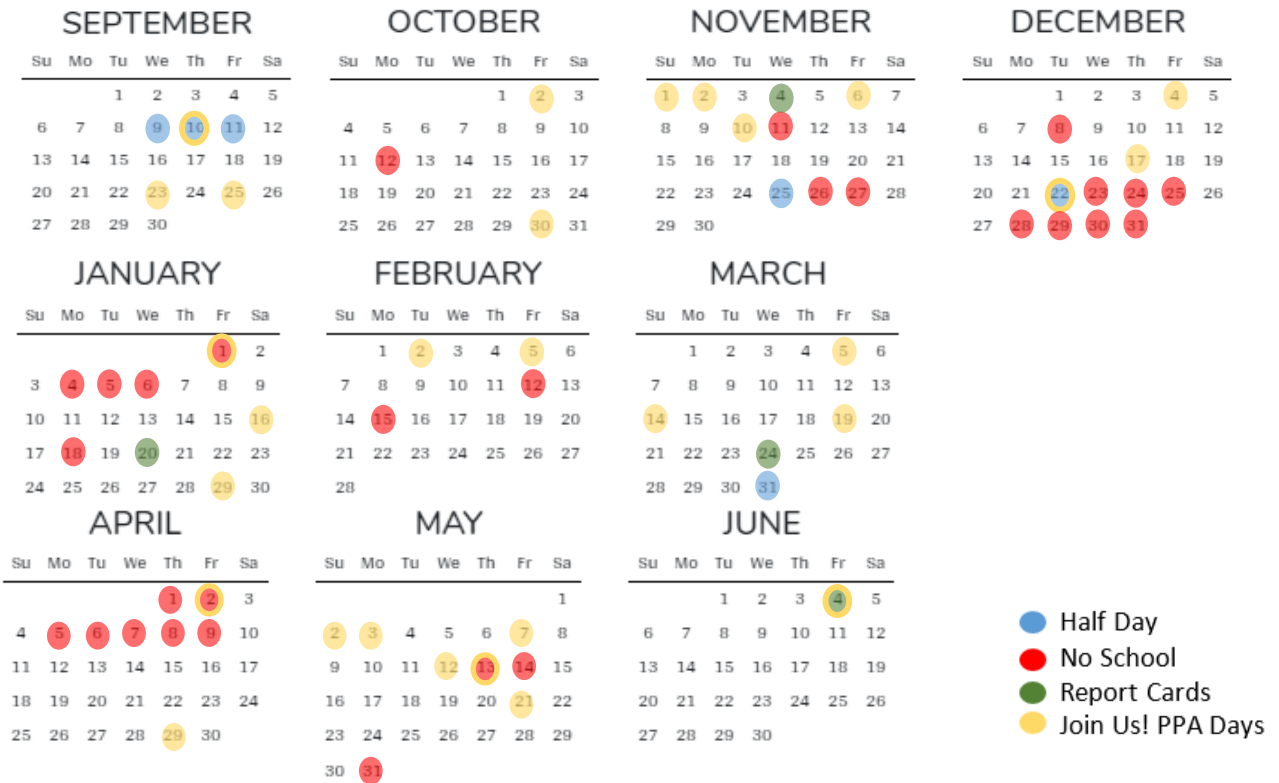 SEPTEMBER
Su Mo Tu We Th Fr Sa
1 2 3 4 5
6 7 8 9 10 11 12
13 14 15 16 17 18 19
20 21 22 23 24 25 26
27 28 29 30
OCTOBER
Su Mo Tu We Th Fr Sa
1 2 3
4 5 6 7 8 9 10
11 12 13 14 15 16 17
18 19 20 21 22 23 24
25 26 27 28 29 30 31
NOVEMBER
Su Mo Tu We Th Fr Sa
1 2 3 4 5 6 7
8 9 10 11 12 13 14
15 16 17 18 19 20 21
22 23 24 25 26 27 28
29 30
DECEMBER
Su Mo Tu We Th Fr Sa
1 2 3 4 5
6 7 8 9 10 11 12
13 14 15 16 17 18 19
20 21 22 23 24 25 26
27 28 29 30 31
JANUARY
Su Mo Tu We Th Fr Sa
1 2
3 4 5 6 7 8 9
10 11 12 13 14 15 16
17 18 19 20 21 22 23
24 25 26 27 28 29 30
FEBRUARY
Su Mo Tu We Th Fr Sa
1 2 3 4 5 6
7 8 9 10 11 12 13
14 15 16 17 18 19 20
21 22 23 24 25 26 27
28
MARCH
Su Mo Tu We Th Fr Sa
1 2 3 4 5 6
7 8 9 10 11 12 13
14 15 16 17 18 19 20
21 22 23 24 25 26 27
28 29 30 31
APRIL
Su Mo Tu We Th Fr Sa
1 2 3
4 5 6 7 8 9 10
11 12 13 14 15 16 17
18 19 20 21 22 23 24
25 26 27 28 29 30
MAY
Su Mo Tu We Th Fr Sa
1
2 3 4 5 6 7 8
9 10 11 12 13 14 15
16 17 18 19 20 21 22
23 24 25 26 27 28 29
30 31
JUNE
Su Mo Tu We Th Fr Sa
1 2 3 4 5
6 7 8 9 10 11 12
13 14 15 16 17 18 19
20 21 22 23 24 25 26
27 28 29 30
Half Day
No School
Report Cards
Join Us! PPA Days